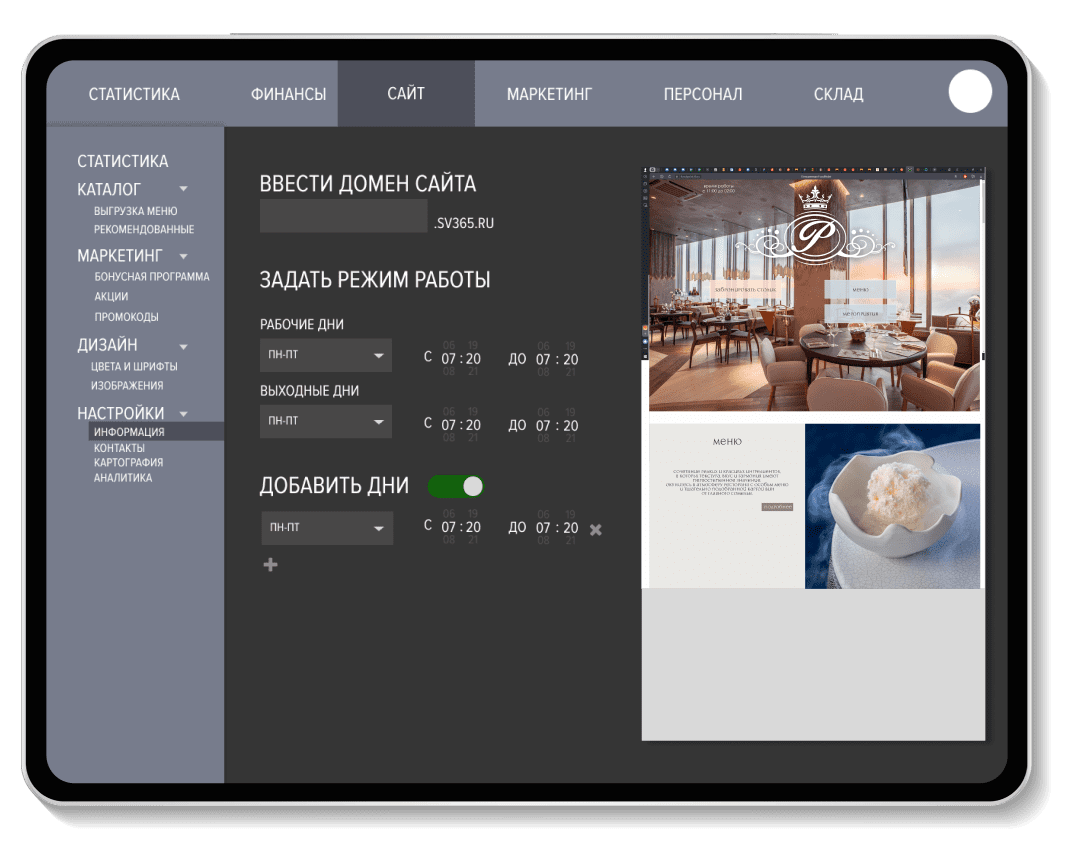 СТАТИСТИКА
ФИНАНСЫ
САЙТ
МАРКЕТИНГ
ПЕРСОНАЛ
СКЛАД
СТАТИСТИКА
КАТАЛОГ
ВЫГРУЗКА МЕНЮ
РЕКОМЕНДОВАННЫЕ
МАРКЕТИНГ
БОНУСНАЯ ПРОГРАММА
АКЦИИ
ПРОМОКОДЫ
ДИЗАЙН
ЦВЕТА И ШРИФТЫ
ИЗОБРАЖЕНИЯ
НАСТРОЙКИ
ИНФОРМАЦИЯ
КОНТАКТЫ
КАРТОГРАФИЯ
АНАЛИТИКА
ВВЕСТИ ДОМЕН САЙТА
.SV365.RU
ЗАДАТЬ РЕЖИМ РАБОТЫ
РАБОЧИЕ ДНИ
06 19 06 19
ПН-ПТ С 07 : 20 ДО 07 : 20
08 21 08 21
ВЫХОДНЫЕ ДНИ
06 19 06 19
ПН-ПТ С 07 : 20 ДО 07 : 20
08 21 08 21
ДОБАВИТЬ ДНИ
06 19 06 19
ПН-ПТ С 07 : 20 ДО 07 : 20
08 21 08 21
время работы
P
забронировать столик
меню
мероприятия
меню
подробнее